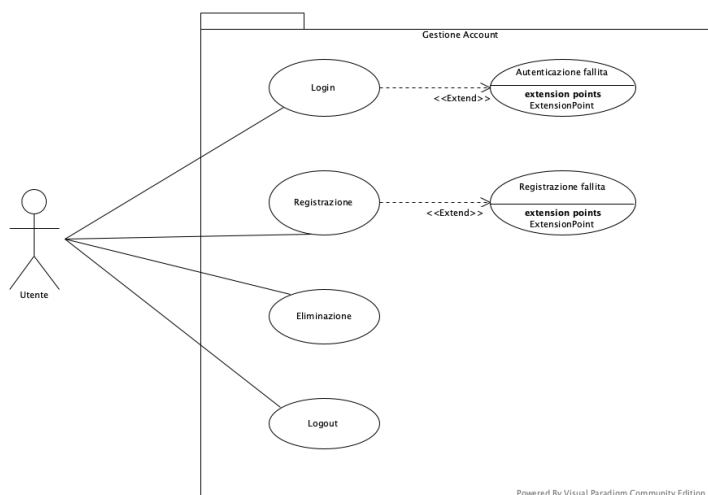 Gestione Account
Login
<<Extend>>
Autenticazione fallita
extension points
ExtensionPoint
Registrazione
<<Extend>>
Registrazione fallita
extension points
ExtensionPoint
Utente
Eliminazione
Logout
Powered By Visual Paradigm Community Edition